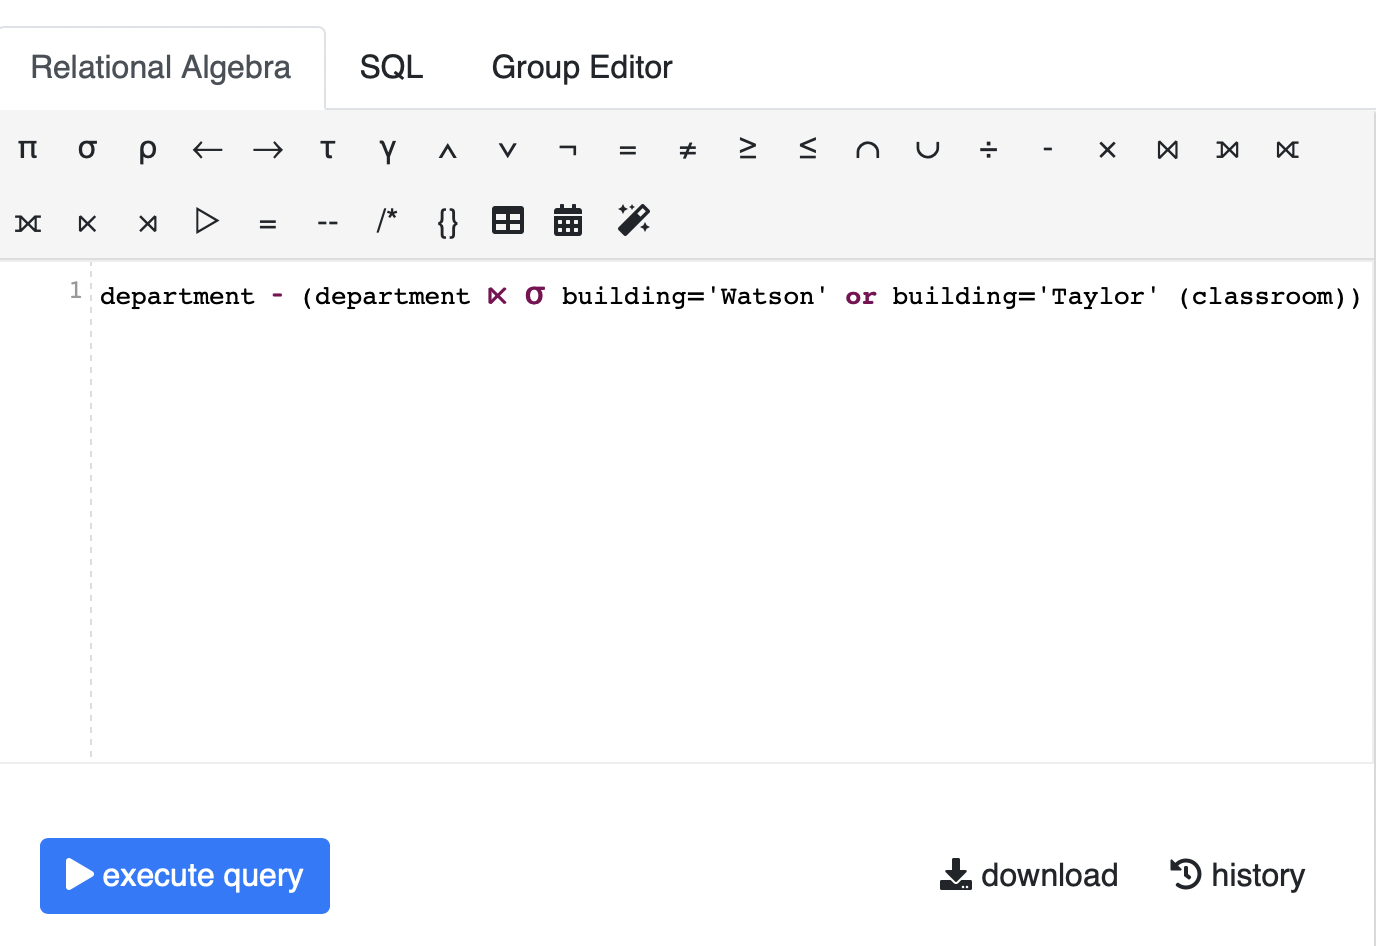 Relational Algebra SQL Group Editor
π σ ρ ← → τ γ ∧ ∨ ¬ = ≠ ≥ ≤ ∩ ∪ ÷ - × ⋈ ⟕ ⟖
⟗ ⋉ ⋊ ▷ = -- /* {}
1 department - (department ⋉ σ building='Watson' or building='Taylor' (classroom))
execute query download history